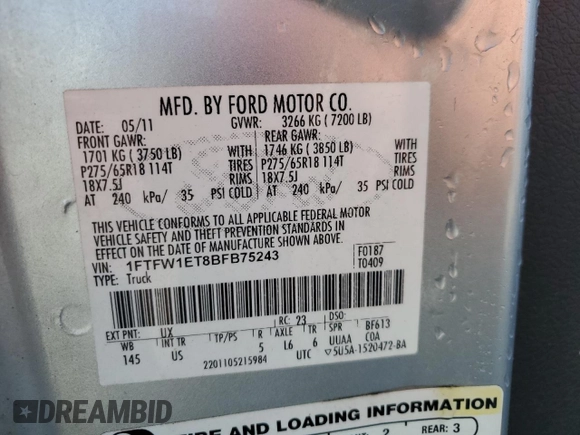 MFD. BY FORD MOTOR CO.
DATE: 05/11 GVWR: 3266 KG ( 7200 LB)
FRONT GAWR: REAR GAWR:
1701 KG ( 3750 LB) WITH 1746 KG ( 3850 LB) WITH
P275/65R18 114T TIRES P275/65R18 114T TIRES
18X7.5J RIMS 18X7.5J RIMS
AT 240 kPa/ 35 PSI COLD AT 240 kPa/ 35 PSI COLD
THIS VEHICLE CONFORMS TO ALL APPLICABLE FEDERAL MOTOR
VEHICLE SAFETY AND THEFT PREVENTION STANDARDS IN
EFFECT ON THE DATE OF MANUFACTURE SHOWN ABOVE.
VIN: 1FTFW1ET8BFB75243 F0187
TYPE: Truck T0409
EXT PNT: UX RC: 23 DSO:
WB INT TR TP/PS R AXLE TR SPR BF613
145 US 5 L6 6 UUAA COA
2201105215984 UTC 5U5A-1520472-BA
TIRE AND LOADING INFORMATION
2 REAR: 3
DREAMBID